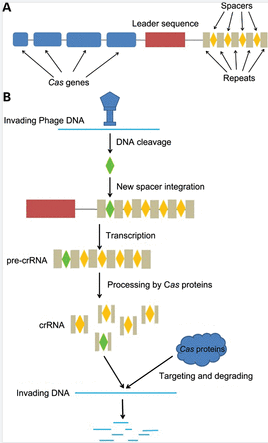 A
Spacers
Leader sequence
Cas genes
Repeats
B
Invading Phage DNA
DNA cleavage
New spacer integration
Transcription
pre-crRNA
Processing by Cas proteins
crRNA
Cas proteins
Targeting and degrading
Invading DNA